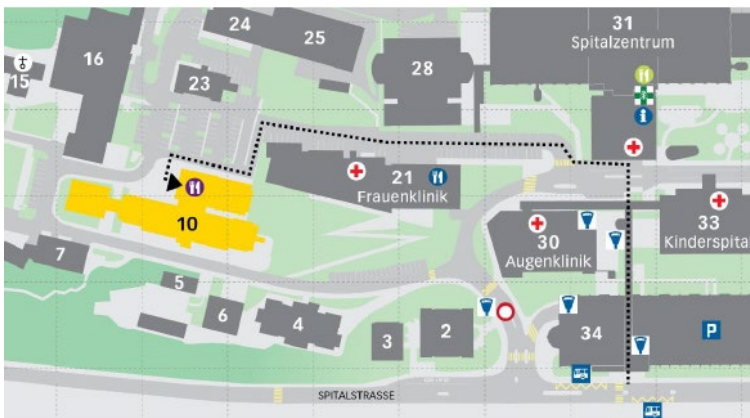 31
Spitalzentrum
24
25
16
15
28
23
i
21
Frauenklinik
10
33
Kinderspita
30
Augenklinik
7
5
6
4
3
2
34
P
SPITALSTRASSE